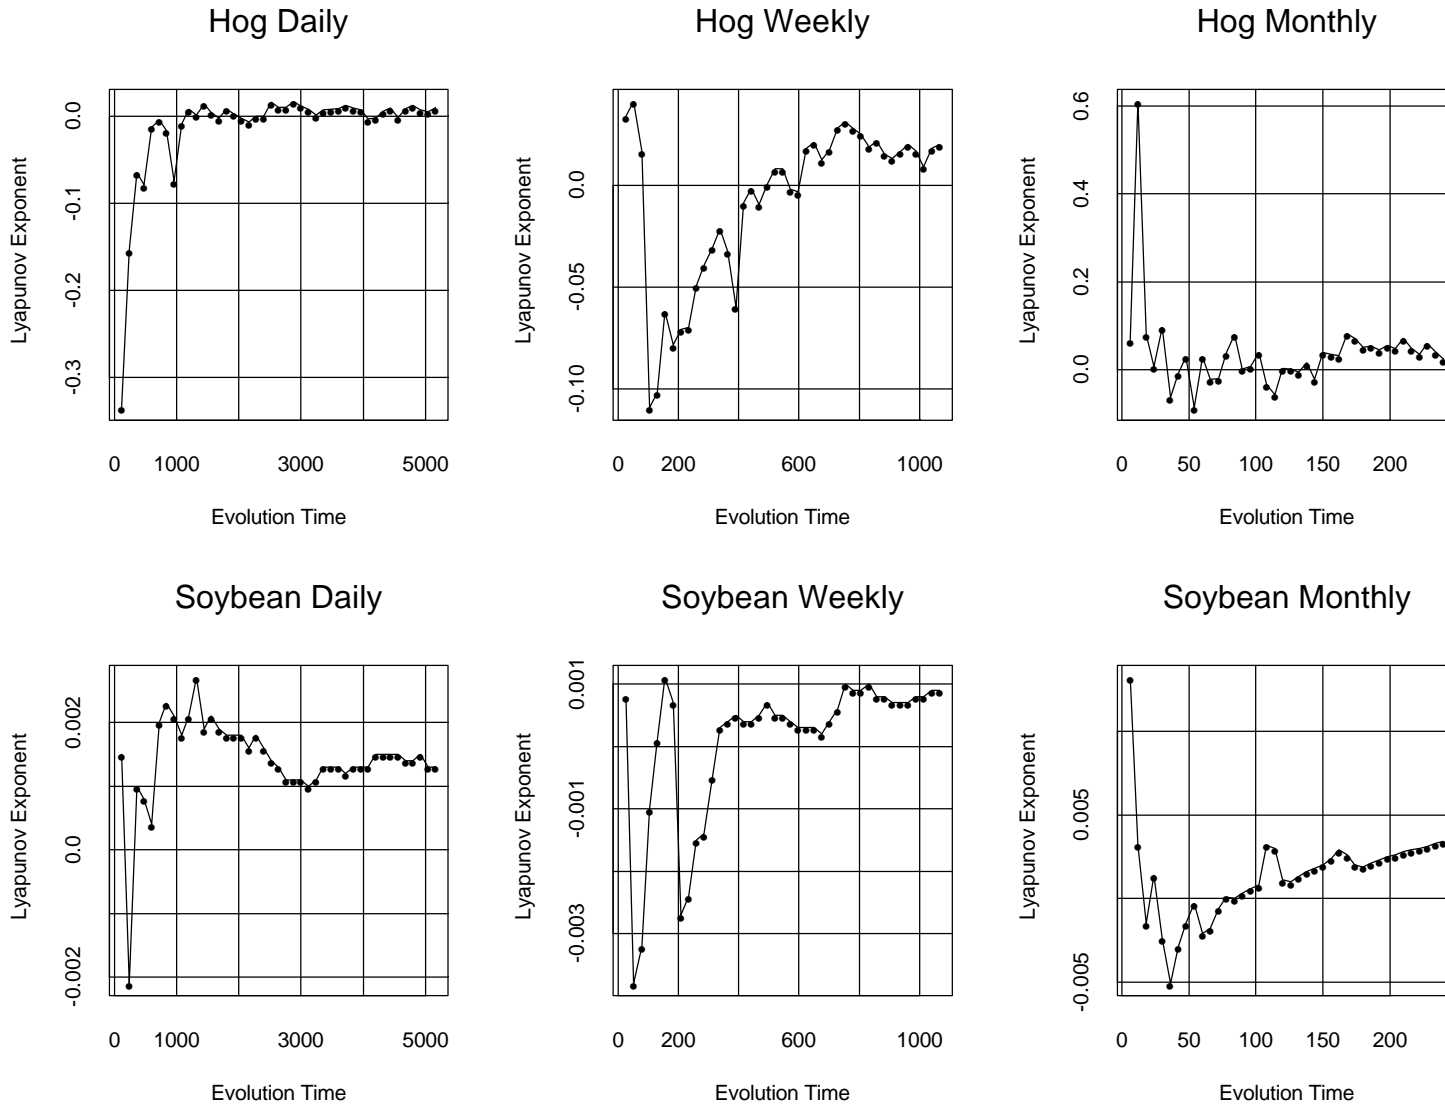 Hog Daily
Hog Weekly
Hog Monthly
Lyapunov Exponent
0.0
-0.1
-0.2
-0.3
0 1000 3000 5000
Evolution Time
Lyapunov Exponent
0.0
-0.05
-0.10
0 200 600 1000
Evolution Time
Lyapunov Exponent
0.6
0.4
0.2
0.0
0 50 100 150 200
Evolution Time
Soybean Daily
Soybean Weekly
Soybean Monthly
Lyapunov Exponent
0.002
0.0
-0.002
0 1000 3000 5000
Evolution Time
Lyapunov Exponent
0.001
-0.001
-0.003
0 200 600 1000
Evolution Time
Lyapunov Exponent
0.005
-0.005
0 50 100 150 200
Evolution Time